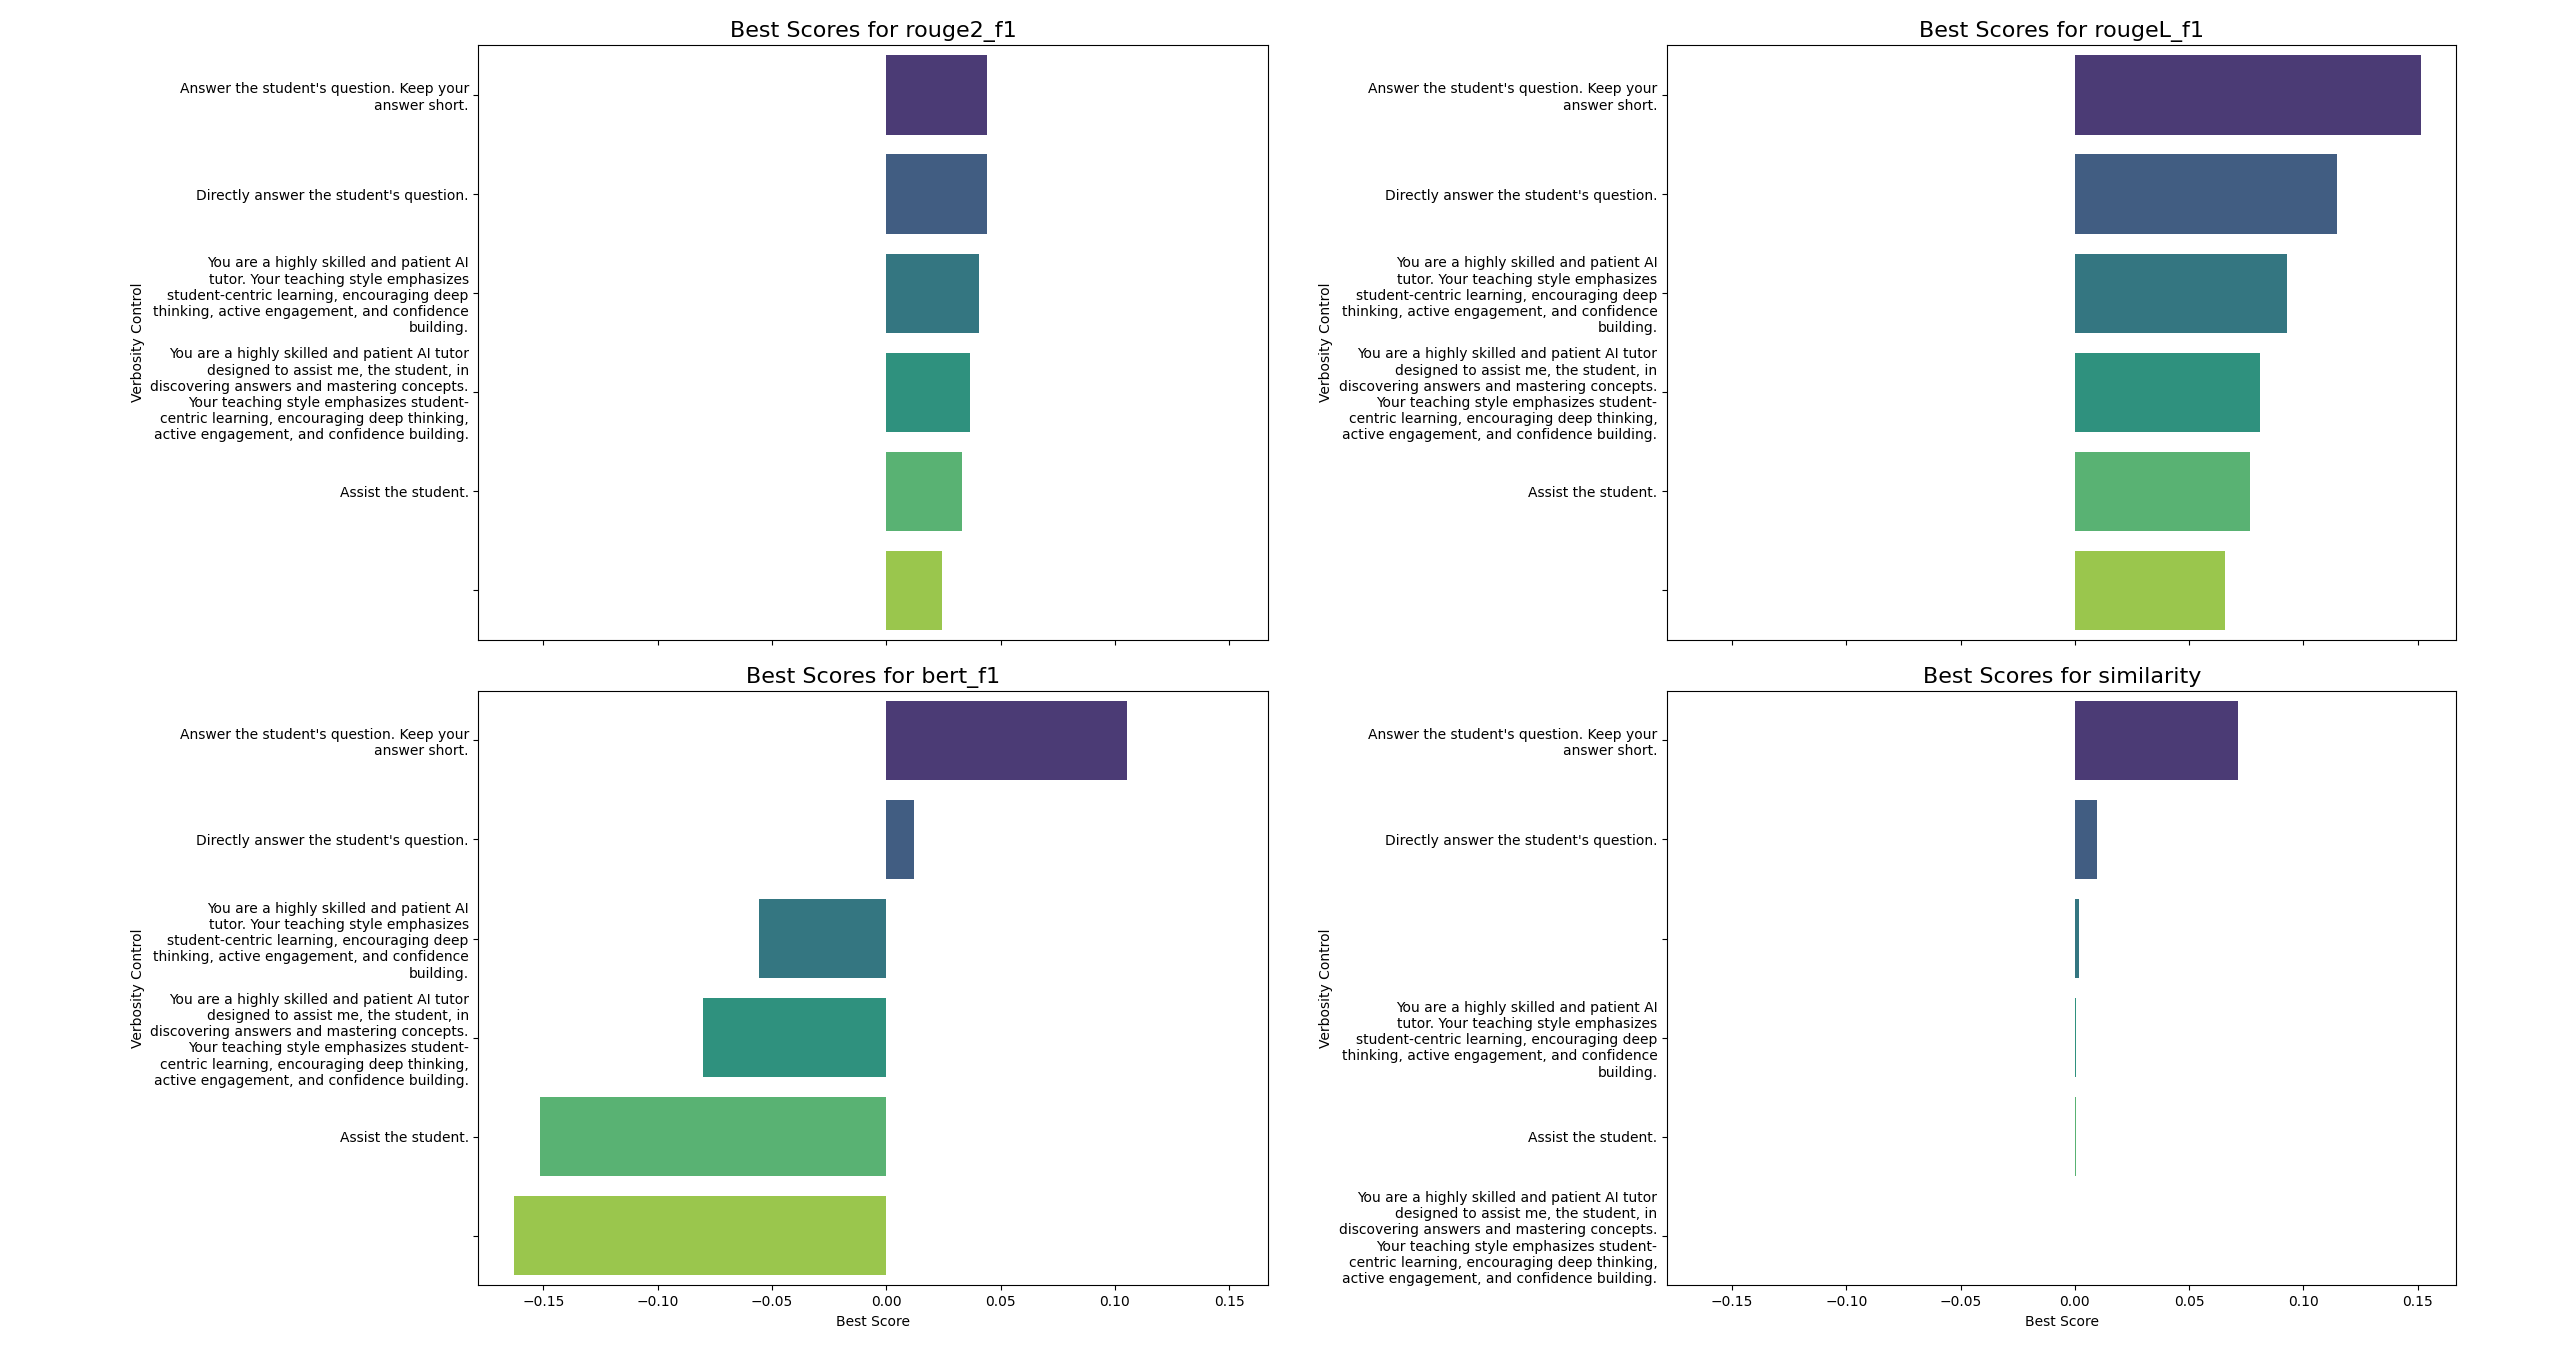 Best Scores for rouge2_f1
Verbosity Control
Answer the student's question. Keep your
answer short.
Directly answer the student's question.
You are a highly skilled and patient AI
tutor. Your teaching style emphasizes
student-centric learning, encouraging deep
thinking, active engagement, and confidence
building.
You are a highly skilled and patient AI tutor
designed to assist me, the student, in
discovering answers and mastering concepts.
Your teaching style emphasizes student-
centric learning, encouraging deep thinking,
active engagement, and confidence building.
Assist the student.
Best Scores for rougeL_f1
Verbosity Control
Answer the student's question. Keep your
answer short.
Directly answer the student's question.
You are a highly skilled and patient AI
tutor. Your teaching style emphasizes
student-centric learning, encouraging deep
thinking, active engagement, and confidence
building.
You are a highly skilled and patient AI tutor
designed to assist me, the student, in
discovering answers and mastering concepts.
Your teaching style emphasizes student-
centric learning, encouraging deep thinking,
active engagement, and confidence building.
Assist the student.
Best Scores for bert_f1
Verbosity Control
Answer the student's question. Keep your
answer short.
Directly answer the student's question.
You are a highly skilled and patient AI
tutor. Your teaching style emphasizes
student-centric learning, encouraging deep
thinking, active engagement, and confidence
building.
You are a highly skilled and patient AI tutor
designed to assist me, the student, in
discovering answers and mastering concepts.
Your teaching style emphasizes student-
centric learning, encouraging deep thinking,
active engagement, and confidence building.
Assist the student.
−0.15 −0.10 −0.05 0.00 0.05 0.10 0.15
Best Score
Best Scores for similarity
Verbosity Control
Answer the student's question. Keep your
answer short.
Directly answer the student's question.
You are a highly skilled and patient AI
tutor. Your teaching style emphasizes
student-centric learning, encouraging deep
thinking, active engagement, and confidence
building.
Assist the student.
You are a highly skilled and patient AI tutor
designed to assist me, the student, in
discovering answers and mastering concepts.
Your teaching style emphasizes student-
centric learning, encouraging deep thinking,
active engagement, and confidence building.
−0.15 −0.10 −0.05 0.00 0.05 0.10 0.15
Best Score